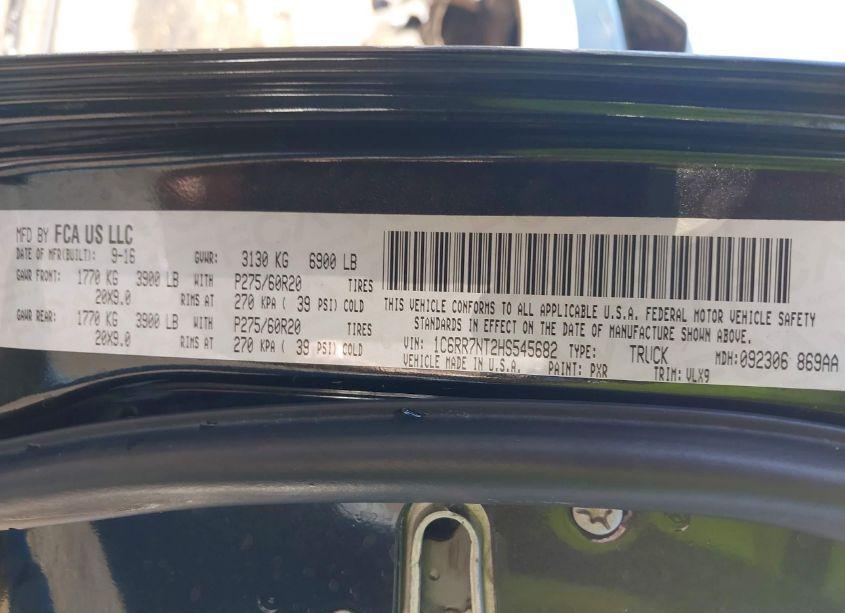 MFD BY FCA US LLC
DATE OF MFR(BUILT): 9-16 GVWR: 3130 KG 6900 LB
GAWR FRONT: 1770 KG 3900 LB WITH P275/60R20 TIRES
20X9.0 RIMS AT 270 KPA ( 39 PSI) COLD
GAWR REAR: 1770 KG 3900 LB WITH P275/60R20 TIRES
20X9.0 RIMS AT 270 KPA ( 39 PSI) COLD
THIS VEHICLE CONFORMS TO ALL APPLICABLE U.S.A. FEDERAL MOTOR VEHICLE SAFETY
STANDARDS IN EFFECT ON THE DATE OF MANUFACTURE SHOWN ABOVE.
VIN: 1C6RR7NT2HS545682 TYPE: TRUCK MDH: 092306 869AA
VEHICLE MADE IN U.S.A. PAINT: PXR TRIM: VLX9